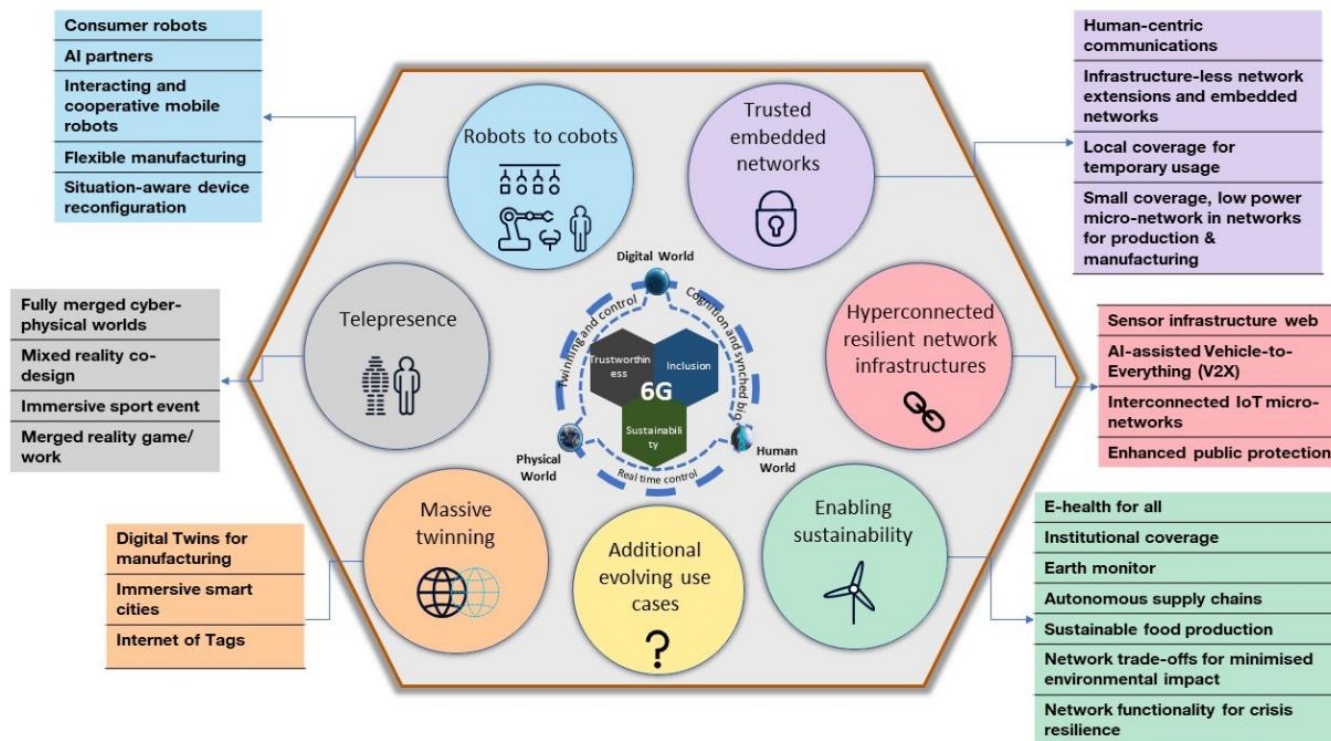 Consumer robots
AI partners
Interacting and
cooperative mobile
robots
Flexible manufacturing
Situation-aware device
reconfiguration
Human-centric
communications
Infrastructure-less network
extensions and embedded
networks
Local coverage for
temporary usage
Small coverage, low power
micro-network in networks
for production &
manufacturing
Robots to cobots
Trusted
embedded
networks
Fully merged cyber-
physical worlds
Mixed reality co-
design
Immersive sport event
Merged reality game/
work
Telepresence
Digital World
Twinning and control
Cognition and synched big
Trustworthin
ess
Inclusion
6G
Sustainabili
ty
Physical
World
Human
World
Real time control
Hyperconnected
resilient network
infrastructures
Sensor infrastructure web
AI-assisted Vehicle-to-
Everything (V2X)
Interconnected IoT micro-
networks
Enhanced public protection
Digital Twins for
manufacturing
Immersive smart
cities
Internet of Tags
Massive
twinning
Additional
evolving use
cases
?
Enabling
sustainability
E-health for all
Institutional coverage
Earth monitor
Autonomous supply chains
Sustainable food production
Network trade-offs for minimised
environmental impact
Network functionality for crisis
resilience